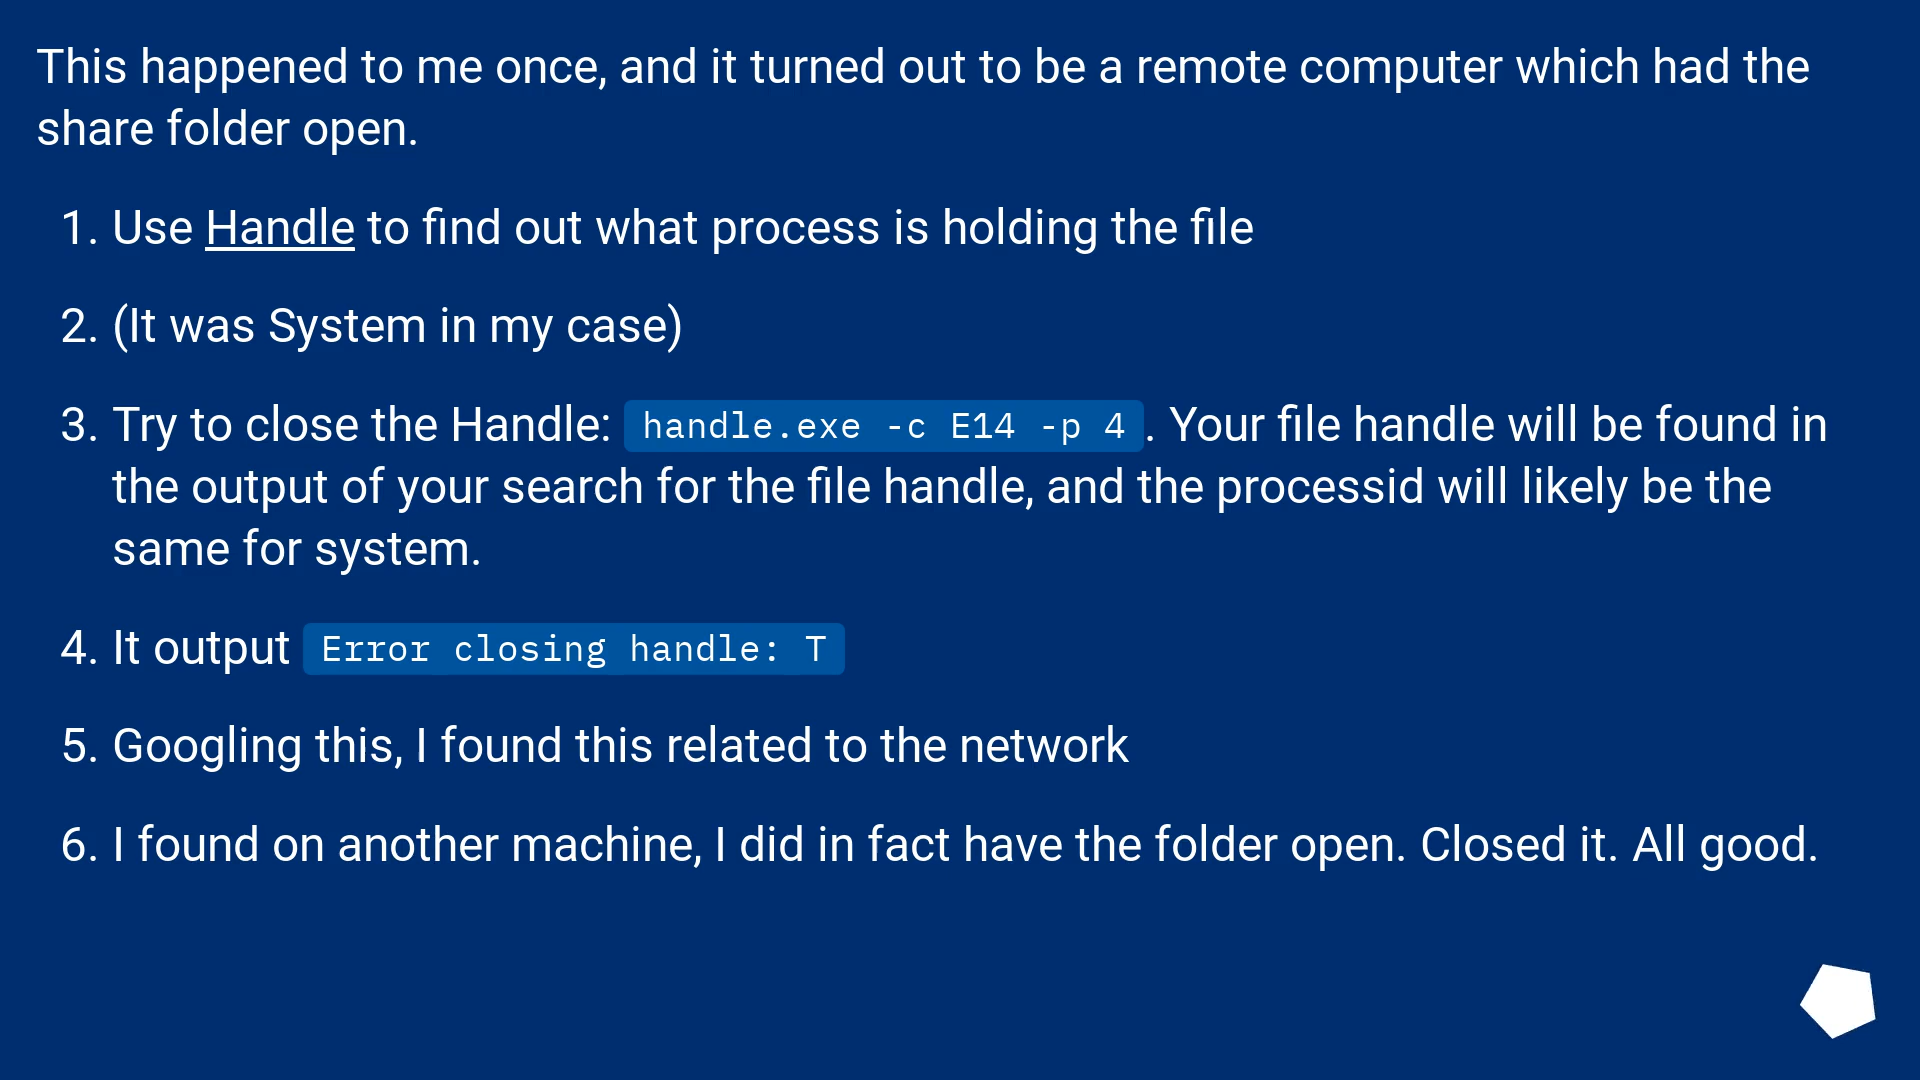 This happened to me once, and it turned out to be a remote computer which had the
share folder open.
1. Use Handle to find out what process is holding the file
2. (It was System in my case)
3. Try to close the Handle: handle.exe -c E14 -p 4. Your file handle will be found in
the output of your search for the file handle, and the processid will likely be the
same for system.
4. It output Error closing handle: T
5. Googling this, I found this related to the network
6. I found on another machine, I did in fact have the folder open. Closed it. All good.